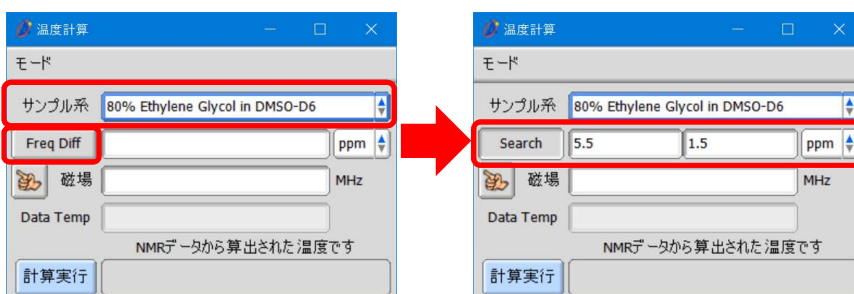 温度計算
モード
サンプル系 80% Ethylene Glycol in DMSO-D6
Freq Diff ppm
磁場 MHz
Data Temp
NMRデータから算出された温度です
計算実行
温度計算
モード
サンプル系 80% Ethylene Glycol in DMSO-D6
Search 5.5 1.5 ppm
磁場 MHz
Data Temp
NMRデータから算出された温度です
計算実行